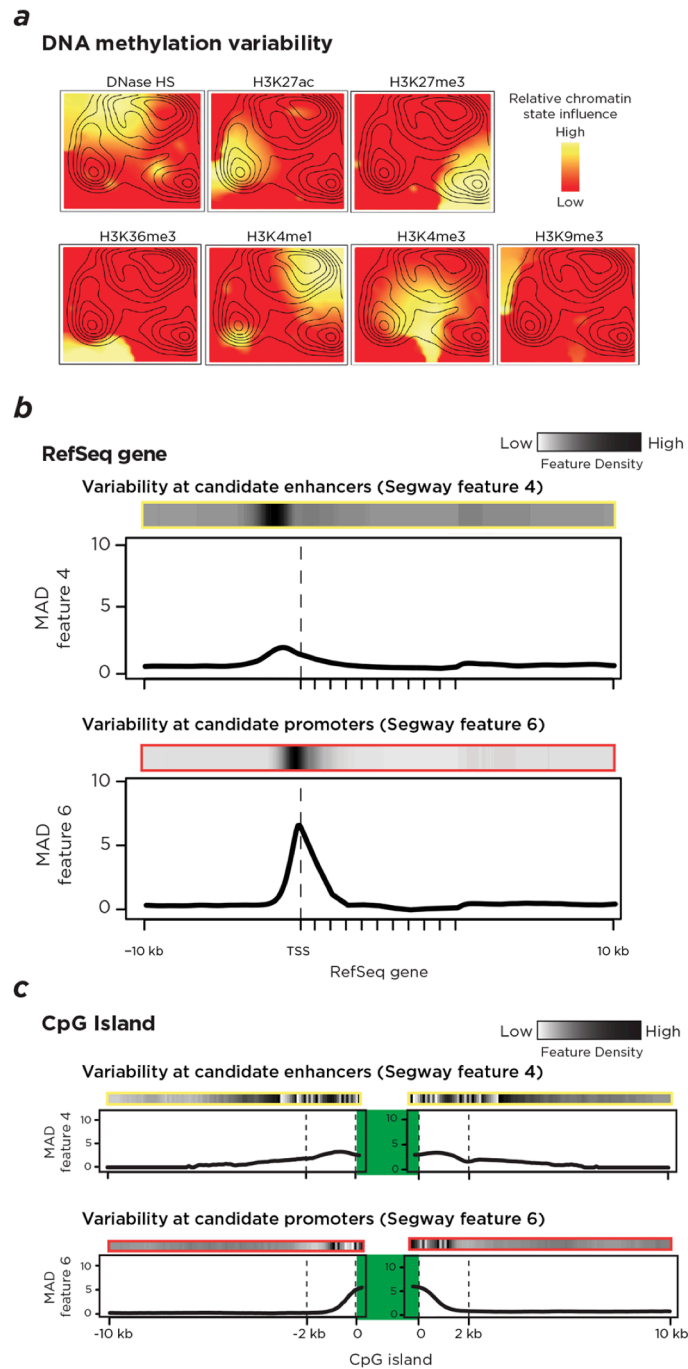 a
DNA methylation variability
DNase HS
H3K27ac
H3K27me3
Relative chromatin
state influence
High
Low
H3K36me3
H3K4me1
H3K4me3
H3K9me3
b
Low
High
Feature Density
RefSeq gene
Variability at candidate enhancers (Segway feature 4)
10
5
0
MAD
feature 4
Variability at candidate promoters (Segway feature 6)
10
5
0
MAD
feature 6
–10 kb
TSS
10 kb
RefSeq gene
c
CpG Island
Low
High
Feature Density
Variability at candidate enhancers (Segway feature 4)
MAD
feature 4
10
5
0
10
5
0
Variability at candidate promoters (Segway feature 6)
MAD
feature 6
10
5
0
10
5
0
-10 kb
-2 kb
0
0
2 kb
10 kb
CpG island